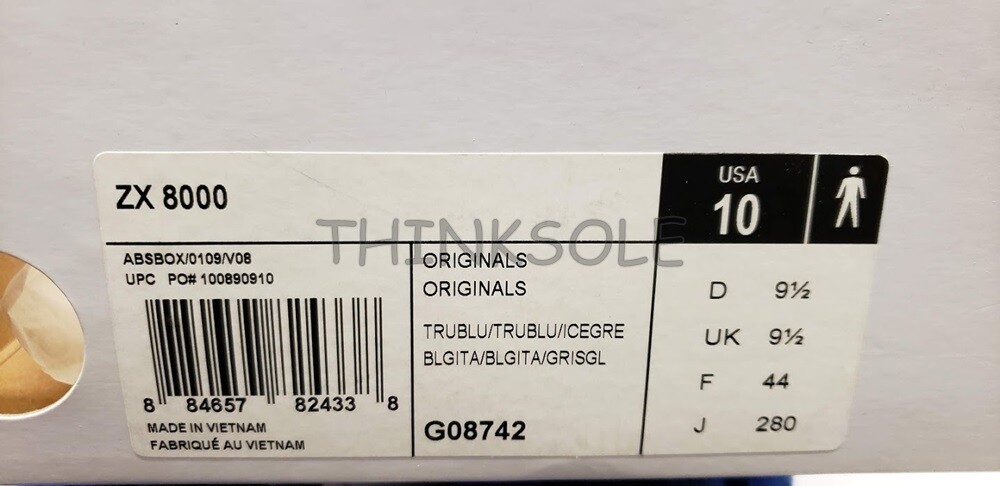 ZX 8000
USA
10
THINKSOLE
ABSBOX/0109/V08
UPC PO# 100890910
8 84657 82433 8
MADE IN VIETNAM
FABRIQUÉ AU VIETNAM
ORIGINALS
ORIGINALS
TRUBLU/TRUBLU/ICEGRE
BLGITA/BLGITA/GRISGL
G08742
D 9½
UK 9½
F 44
J 280